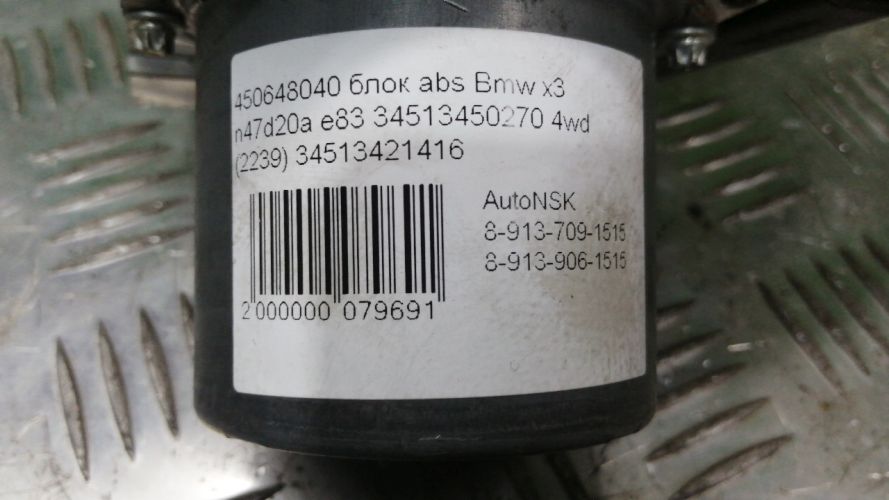 450648040 блок abs Bmw x3
n47d20a e83 34513450270 4wd
(2239) 34513421416
AutoNSK
8-913-709-1515
8-913-906-1515
2 000000 079691